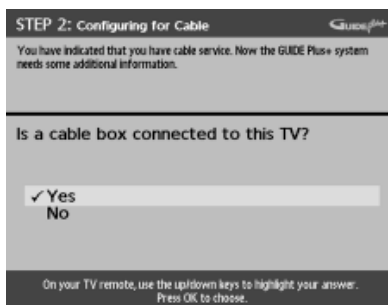 STEP 2: Configuring for Cable
GUIDE Plus+
You have indicated that you have cable service. Now the GUIDE Plus+ system
needs some additional information.
Is a cable box connected to this TV?
✓ Yes
No
On your TV remote, use the up/down keys to highlight your answer.
Press OK to choose.